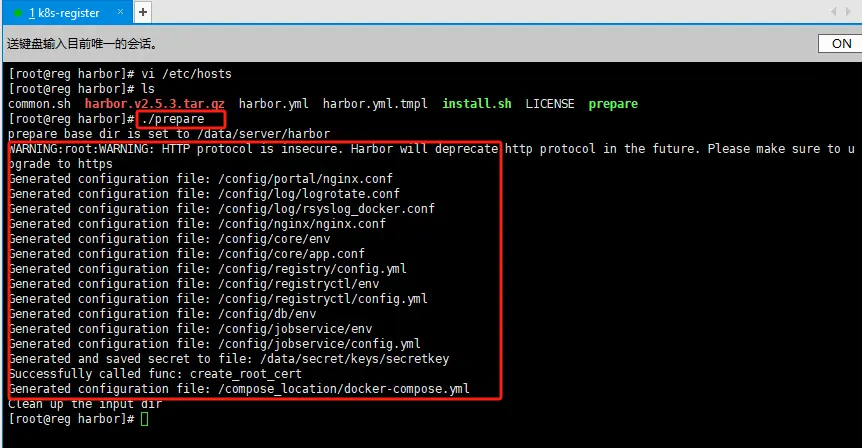 1 k8s-register × +
送键盘输入目前唯一的会话。 ON
[root@reg harbor]# vi /etc/hosts
[root@reg harbor]# ls
common.sh harbor.v2.5.3.tar.gz harbor.yml harbor.yml.tmpl install.sh LICENSE prepare
[root@reg harbor]# ./prepare
prepare base dir is set to /data/server/harbor
WARNING:root:WARNING: HTTP protocol is insecure. Harbor will deprecate http protocol in the future. Please make sure to u
pgrade to https
Generated configuration file: /config/portal/nginx.conf
Generated configuration file: /config/log/logrotate.conf
Generated configuration file: /config/log/rsyslog_docker.conf
Generated configuration file: /config/nginx/nginx.conf
Generated configuration file: /config/core/env
Generated configuration file: /config/core/app.conf
Generated configuration file: /config/registry/config.yml
Generated configuration file: /config/registryctl/env
Generated configuration file: /config/registryctl/config.yml
Generated configuration file: /config/db/env
Generated configuration file: /config/jobservice/env
Generated configuration file: /config/jobservice/config.yml
Generated and saved secret to file: /data/secret/keys/secretkey
Successfully called func: create_root_cert
Generated configuration file: /compose_location/docker-compose.yml
Clean up the input dir
[root@reg harbor]#